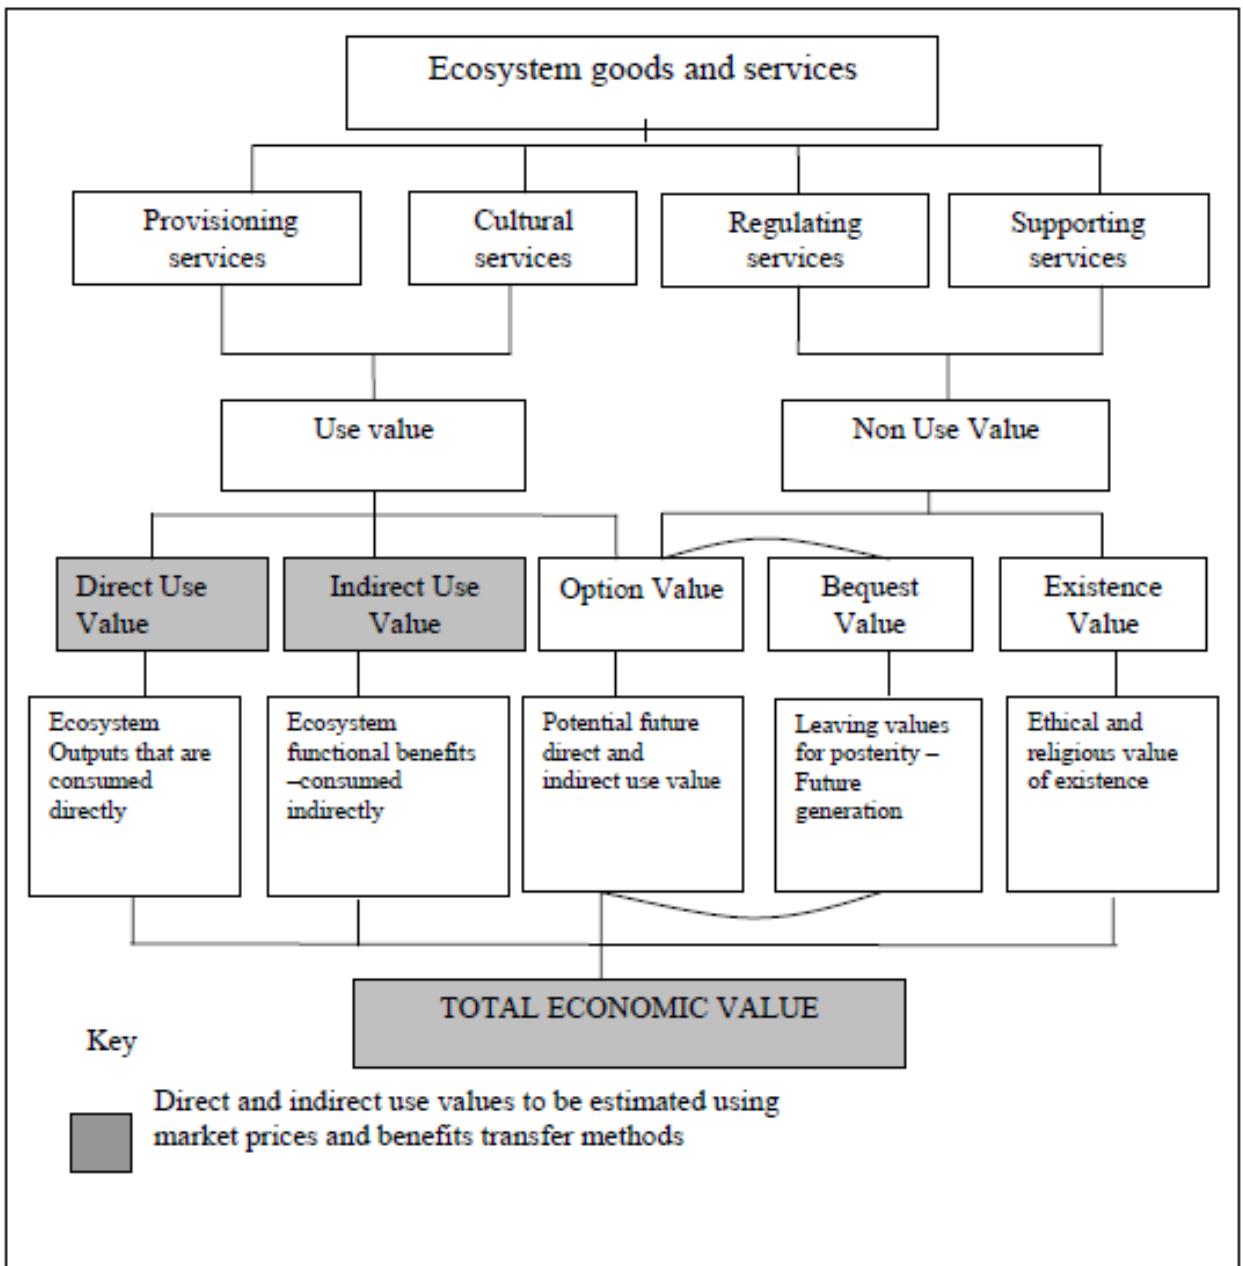 Ecosystem goods and services
Provisioning
services
Cultural
services
Regulating
services
Supporting
services
Use value
Non Use Value
Direct Use
Value
Indirect Use
Value
Option Value
Bequest
Value
Existence
Value
Ecosystem
Outputs that are
consumed
directly
Ecosystem
functional benefits
–consumed
indirectly
Potential future
direct and
indirect use value
Leaving values
for posterity –
Future
generation
Ethical and
religious value
of existence
TOTAL ECONOMIC VALUE
Key
Direct and indirect use values to be estimated using
market prices and benefits transfer methods